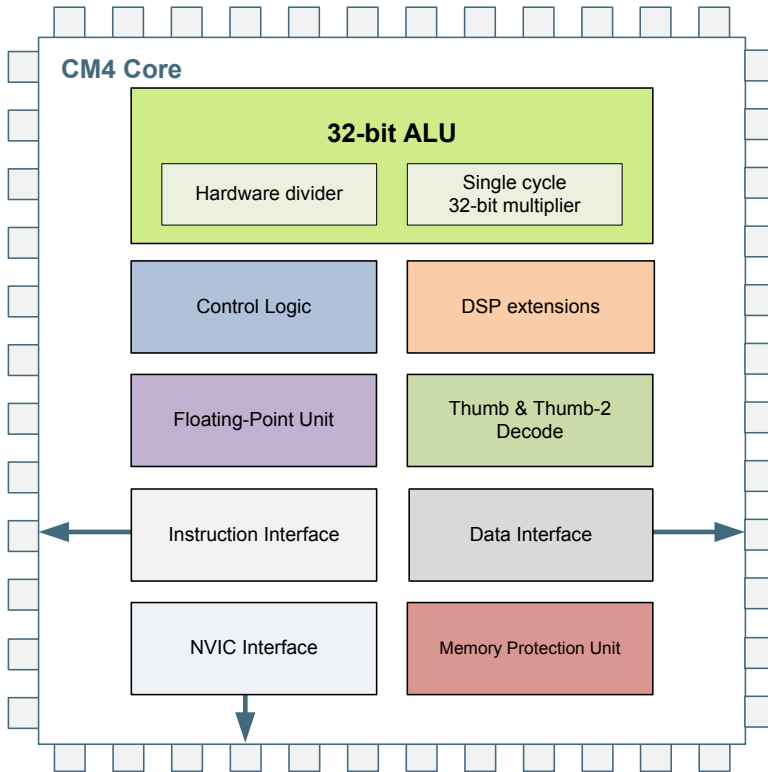 CM4 Core
32-bit ALU
Hardware divider
Single cycle
32-bit multiplier
Control Logic
DSP extensions
Floating-Point Unit
Thumb & Thumb-2
Decode
Instruction Interface
Data Interface
NVIC Interface
Memory Protection Unit